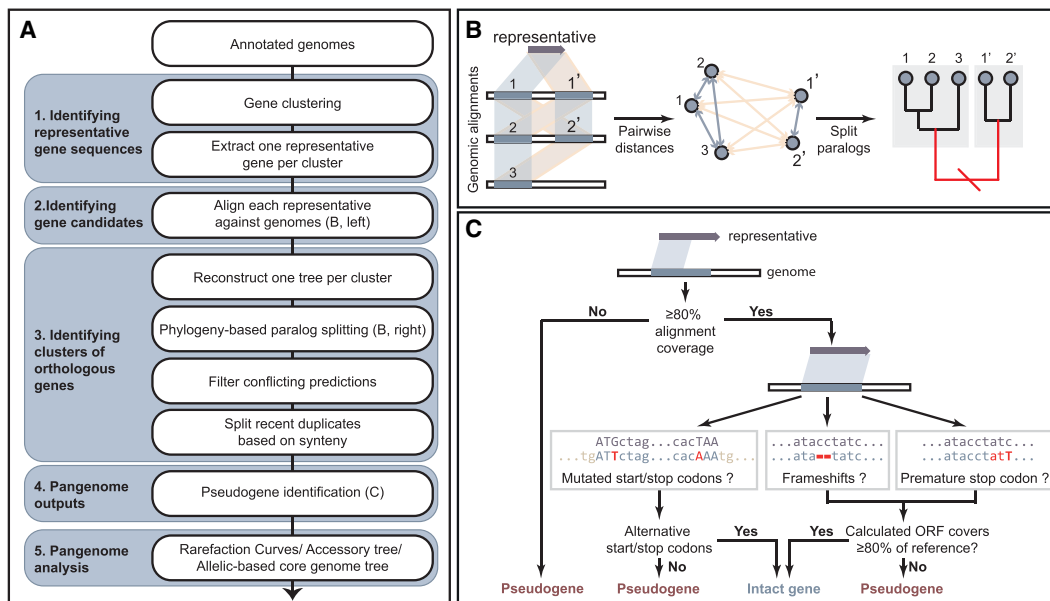 A
Annotated genomes
1. Identifying
representative
gene sequences
Gene clustering
Extract one representative
gene per cluster
2.Identifying
gene candidates
Align each representative
against genomes (B, left)
3. Identifying
clusters of
orthologous
genes
Reconstruct one tree per cluster
Phylogeny-based paralog splitting (B, right)
Filter conflicting predictions
Split recent duplicates
based on synteny
4. Pangenome
outputs
Pseudogene identification (C)
5. Pangenome
analysis
Rarefaction Curves/ Accessory tree/
Allelic-based core genome tree
B
representative
Genomic alignments
1 1'
2 2'
3
Pairwise
distances
2
1'
1
3
2'
Split
paralogs
1 2 3 1' 2'
C
representative
genome
No
≥80%
alignment
coverage
Yes
ATGctag...cacTAA
...tgATTctag...cacAAAtg...
Mutated start/stop codons ?
...atacctatc...
...ata--tatc...
Frameshifts ?
...atacctatc...
...atacctatT...
Premature stop codon ?
Alternative
start/stop codons
Yes
Yes
Calculated ORF covers
≥80% of reference?
No
No
Pseudogene
Pseudogene
Intact gene
Pseudogene